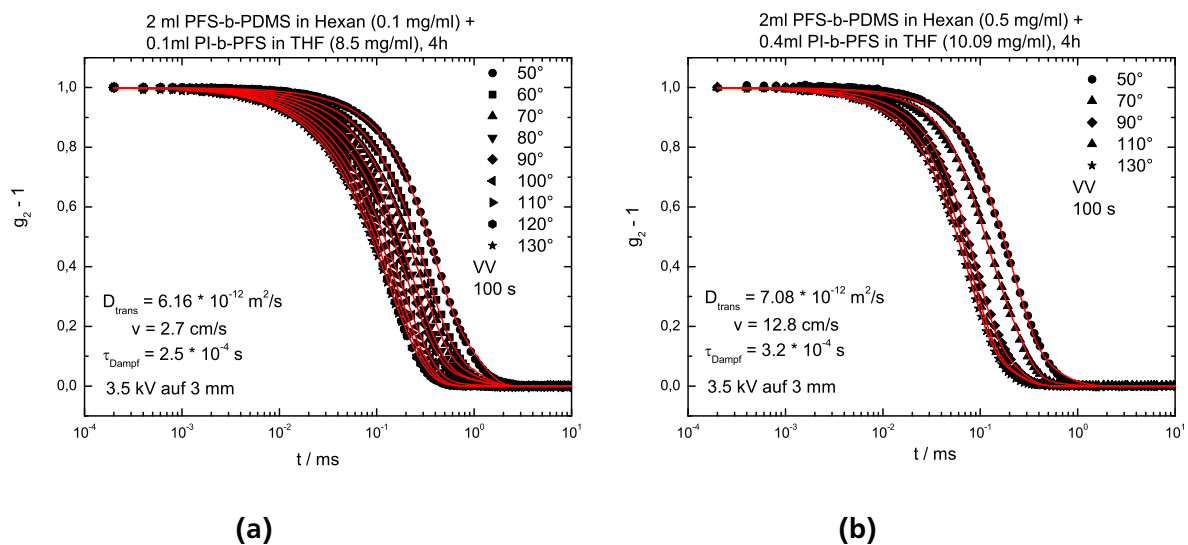 2 ml PFS-b-PDMS in Hexan (0.1 mg/ml) +
0.1ml PI-b-PFS in THF (8.5 mg/ml), 4h
1,0
0,8
0,6
0,4
0,2
0,0
g₂ - 1
50°
60°
70°
80°
90°
100°
110°
120°
130°
VV
100 s
D_trans = 6.16 * 10⁻¹² m²/s
v = 2.7 cm/s
τ_Dampf = 2.5 * 10⁻⁴ s
3.5 kV auf 3 mm
10⁻⁴ 10⁻³ 10⁻² 10⁻¹ 10⁰ 10¹
t / ms
(a)
2ml PFS-b-PDMS in Hexan (0.5 mg/ml) +
0.4ml PI-b-PFS in THF (10.09 mg/ml), 4h
1,0
0,8
0,6
0,4
0,2
0,0
g₂ - 1
50°
70°
90°
110°
130°
VV
100 s
D_trans = 7.08 * 10⁻¹² m²/s
v = 12.8 cm/s
τ_Dampf = 3.2 * 10⁻⁴ s
3.5 kV auf 3 mm
10⁻⁴ 10⁻³ 10⁻² 10⁻¹ 10⁰ 10¹
t / ms
(b)